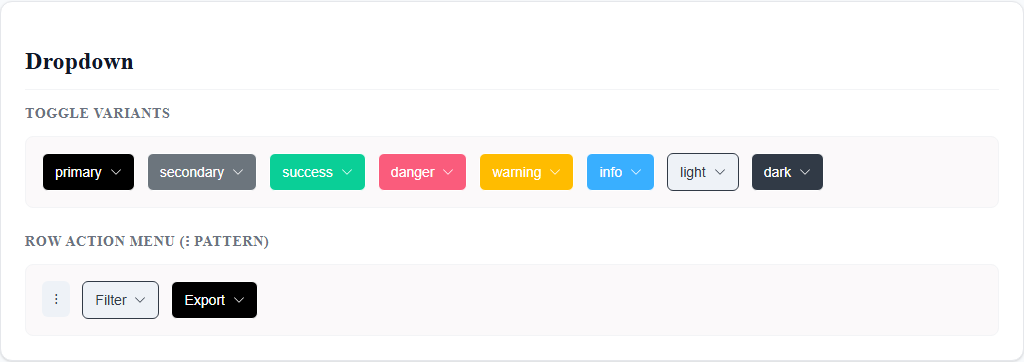 Dropdown
TOGGLE VARIANTS
primary secondary success danger warning info light dark
ROW ACTION MENU (⋮ PATTERN)
⋮ Filter Export